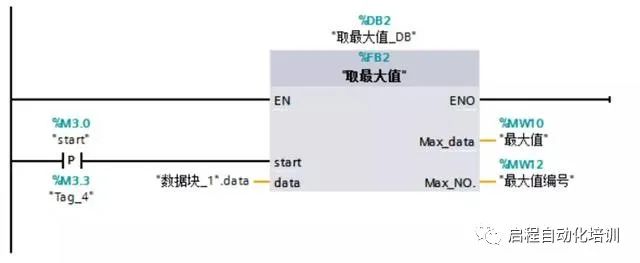 %DB2
"取最大值_DB"
%FB2
"取最大值"
EN
ENO
%M3.0
"start"
P
%M3.3
"Tag_4"
start
"数据块_1".data
data
Max_data
%MW10
"最大值"
Max_NO.
%MW12
"最大值编号"
启程自动化培训